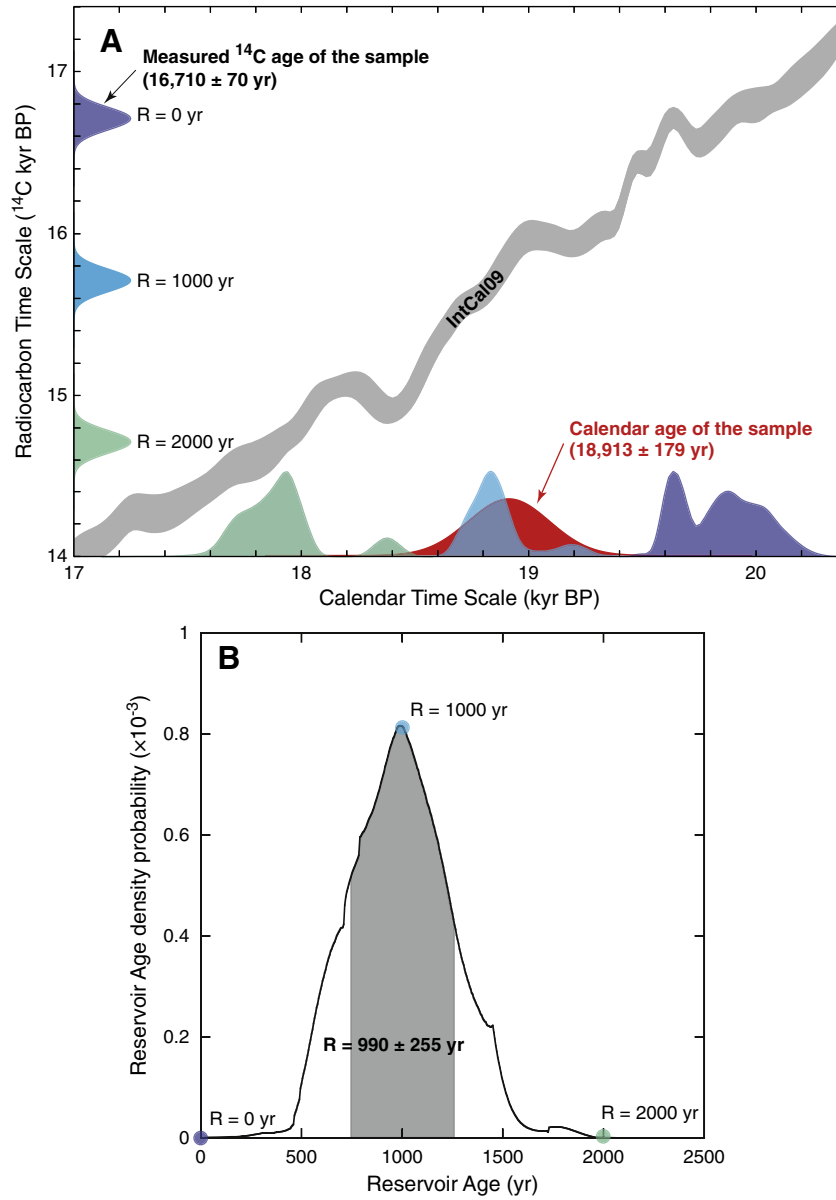 A
Measured ¹⁴C age of the sample
(16,710 ± 70 yr)
R = 0 yr
R = 1000 yr
R = 2000 yr
IntCal09
Calendar age of the sample
(18,913 ± 179 yr)
17
16
15
14
Radiocarbon Time Scale (¹⁴C kyr BP)
17
18
19
20
Calendar Time Scale (kyr BP)
B
R = 1000 yr
R = 990 ± 255 yr
R = 0 yr
R = 2000 yr
1
0.8
0.6
0.4
0.2
0
Reservoir Age density probability (×10⁻³)
0
500
1000
1500
2000
2500
Reservoir Age (yr)